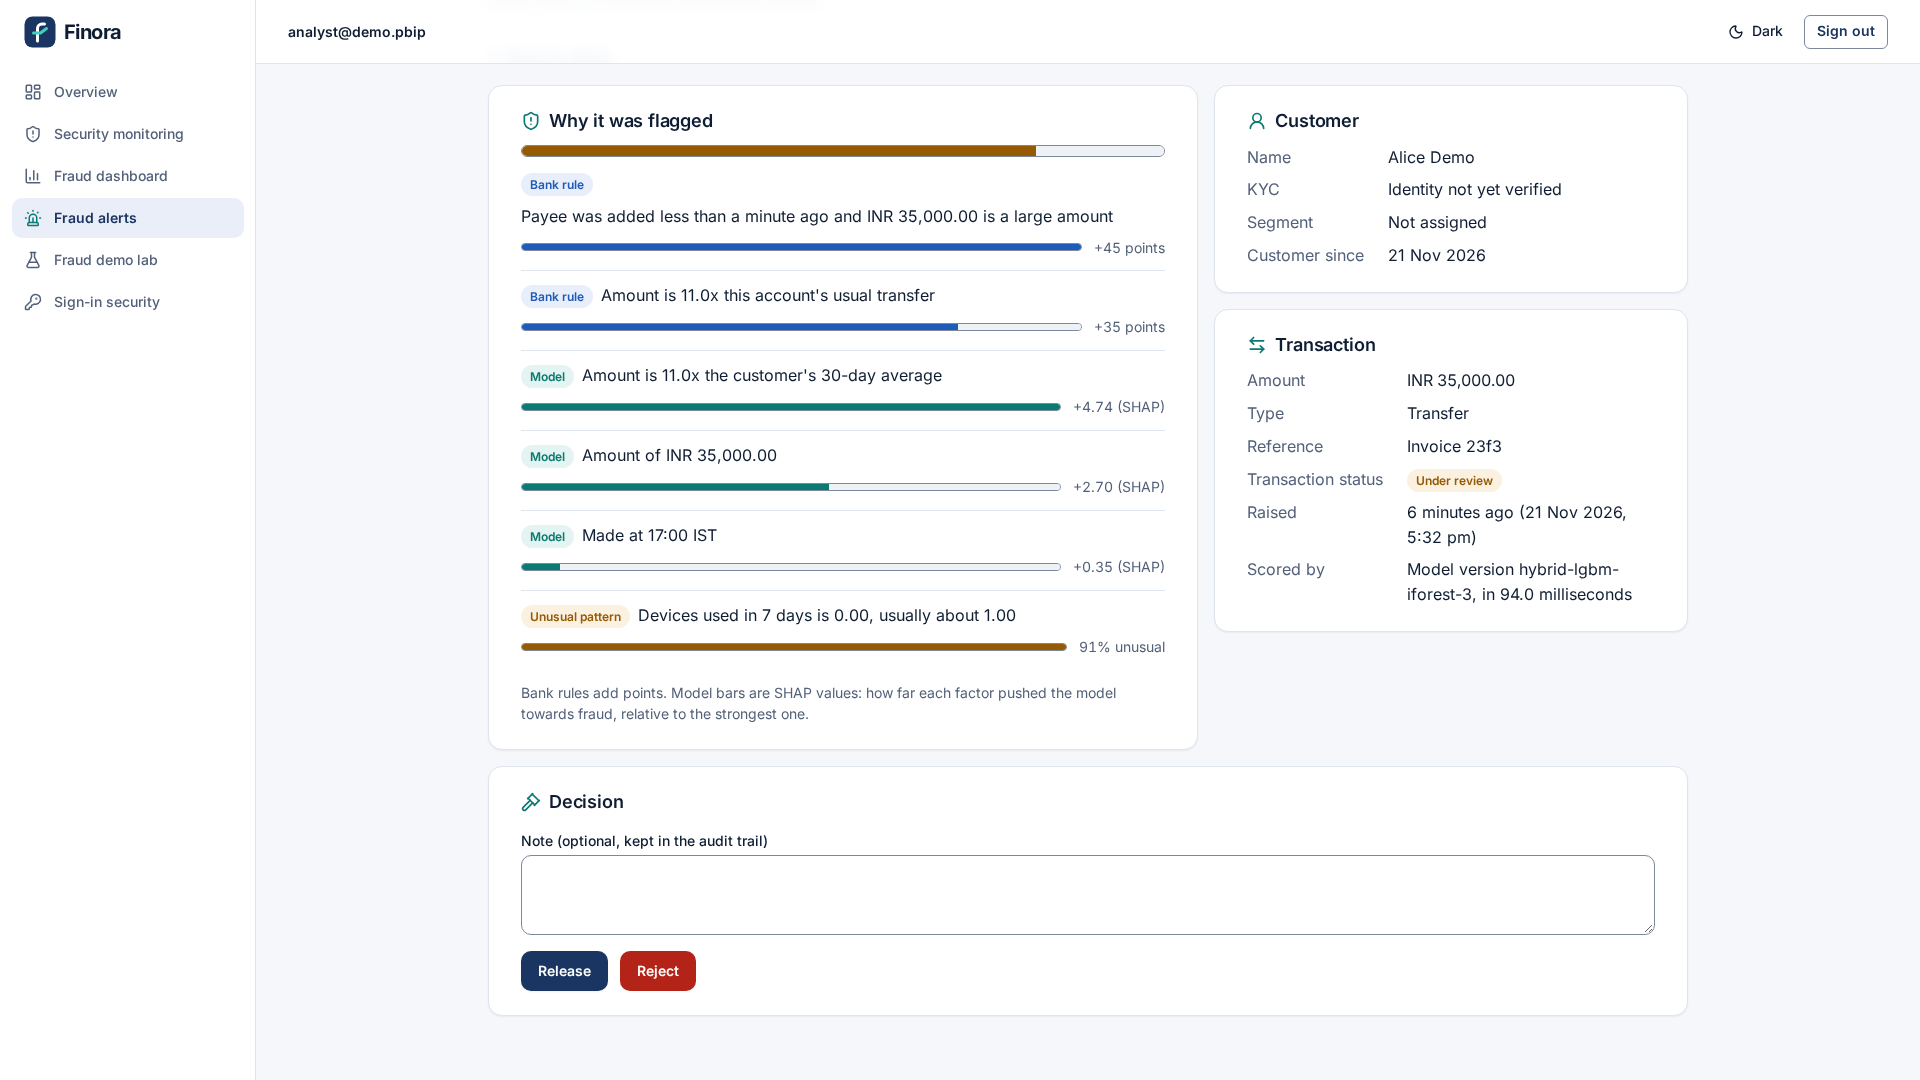 Finora
analyst@demo.pbip
Dark
Sign out
Overview
Security monitoring
Fraud dashboard
Fraud alerts
Fraud demo lab
Sign-in security
Why it was flagged
Bank rule
Payee was added less than a minute ago and INR 35,000.00 is a large amount
+45 points
Bank rule Amount is 11.0x this account's usual transfer
+35 points
Model Amount is 11.0x the customer's 30-day average
+4.74 (SHAP)
Model Amount of INR 35,000.00
+2.70 (SHAP)
Model Made at 17:00 IST
+0.35 (SHAP)
Unusual pattern Devices used in 7 days is 0.00, usually about 1.00
91% unusual
Bank rules add points. Model bars are SHAP values: how far each factor pushed the model
towards fraud, relative to the strongest one.
Customer
Name Alice Demo
KYC Identity not yet verified
Segment Not assigned
Customer since 21 Nov 2026
Transaction
Amount INR 35,000.00
Type Transfer
Reference Invoice 23f3
Transaction status Under review
Raised 6 minutes ago (21 Nov 2026,
5:32 pm)
Scored by Model version hybrid-lgbm-
iforest-3, in 94.0 milliseconds
Decision
Note (optional, kept in the audit trail)
Release
Reject